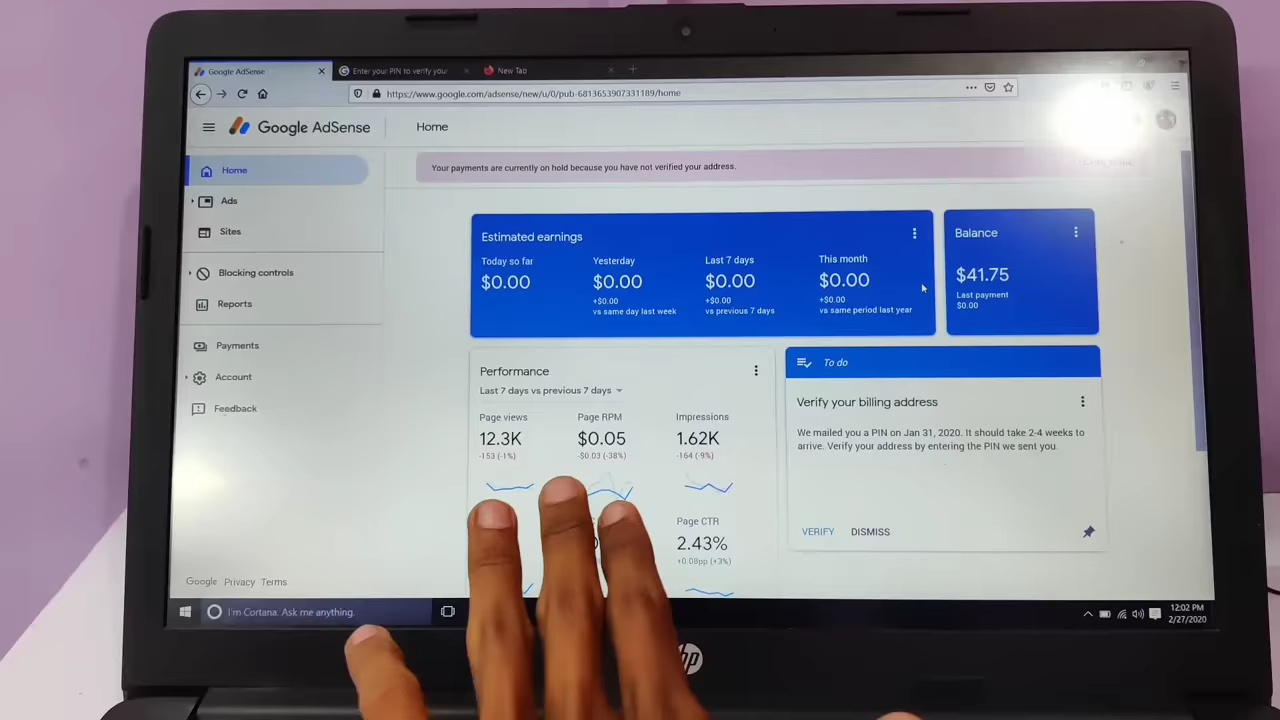 Google AdSense
Enter your PIN to verify your
New Tab
https://www.google.com/adsense/new/u/0/pub-6813653907331189/home
Google AdSense
Home
Your payments are currently on hold because you have not verified your address.
Home
Ads
Sites
Blocking controls
Reports
Payments
Account
Feedback
Google Privacy Terms
Estimated earnings
Today so far
$0.00
Yesterday
$0.00
+$0.00
vs same day last week
Last 7 days
$0.00
+$0.00
vs previous 7 days
This month
$0.00
+$0.00
vs same period last year
Balance
$41.75
Last payment
$0.00
Performance
Last 7 days vs previous 7 days
Page views
12.3K
-153 (-1%)
Page RPM
$0.05
-$0.03 (-38%)
Impressions
1.62K
-164 (-9%)
Page CTR
2.43%
+0.08pp (+3%)
To do
Verify your billing address
We mailed you a PIN on Jan 31, 2020. It should take 2-4 weeks to
arrive. Verify your address by entering the PIN we sent you.
VERIFY DISMISS
I'm Cortana. Ask me anything.
12:02 PM
2/27/2020
hp